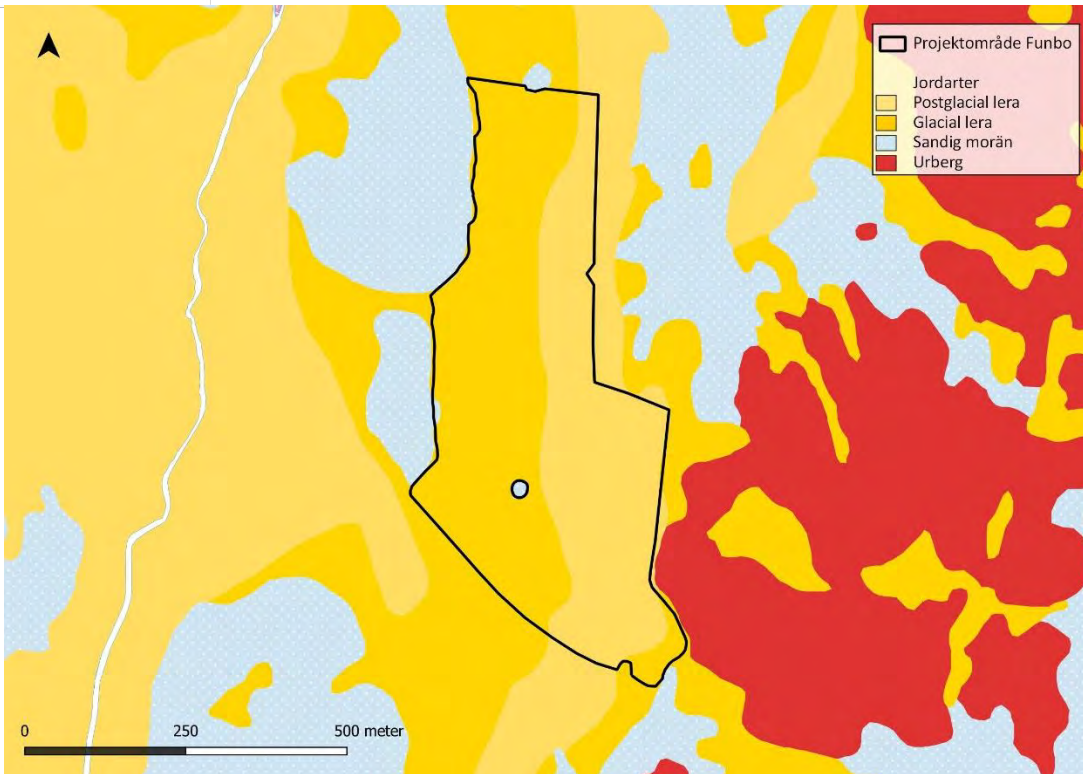 Projektområde Funbo
Jordarter
Postglacial lera
Glacial lera
Sandig morän
Urberg
0 250 500 meter